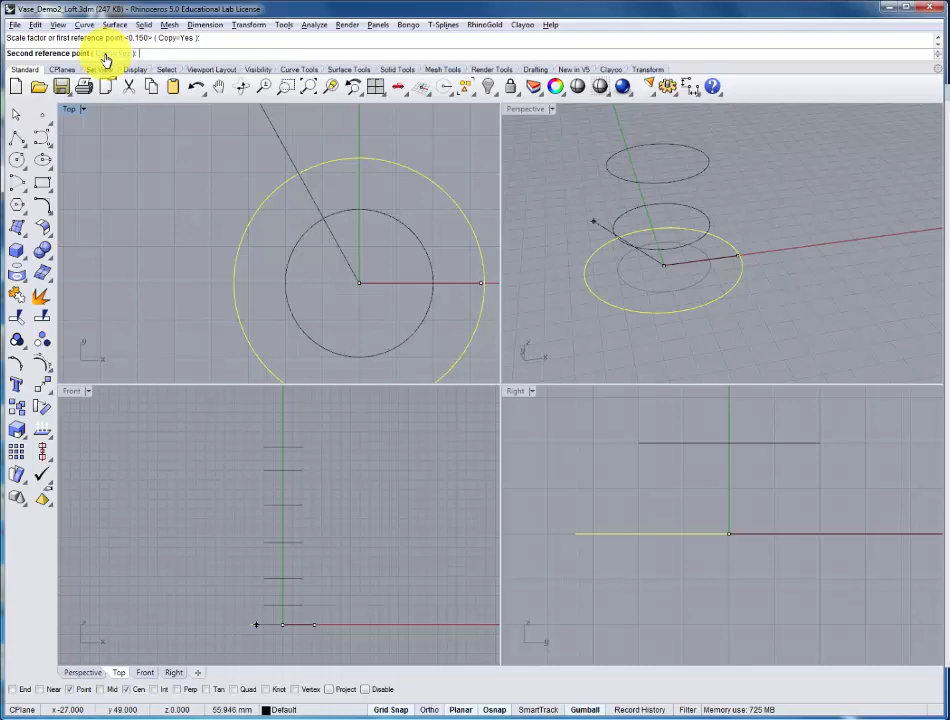 Vase_Demo2_Loft.3dm (247 KB) - Rhinoceros 5.0 Educational Lab License
File Edit View Curve Surface Solid Mesh Dimension Transform Tools Analyze Render Panels Bongo T-Splines RhinoGold Clayoo Help
Scale factor or first reference point <0.150> ( Copy=Yes ):
Second reference point ( Copy=Yes ):
Standard CPlanes Set View Display Select Viewport Layout Visibility Curve Tools Surface Tools Solid Tools Mesh Tools Render Tools Drafting New in V5 Clayoo Transform
Top
Perspective
y
x
z
y
x
Front
Right
z
x
z
y
Perspective Top Front Right
End Near Point Mid Cen Int Perp Tan Quad Knot Vertex Project Disable
CPlane x -27.000 y 49.000 z 0.000 55.946 mm Default Grid Snap Ortho Planar Osnap SmartTrack Gumball Record History Filter Memory use: 725 MB